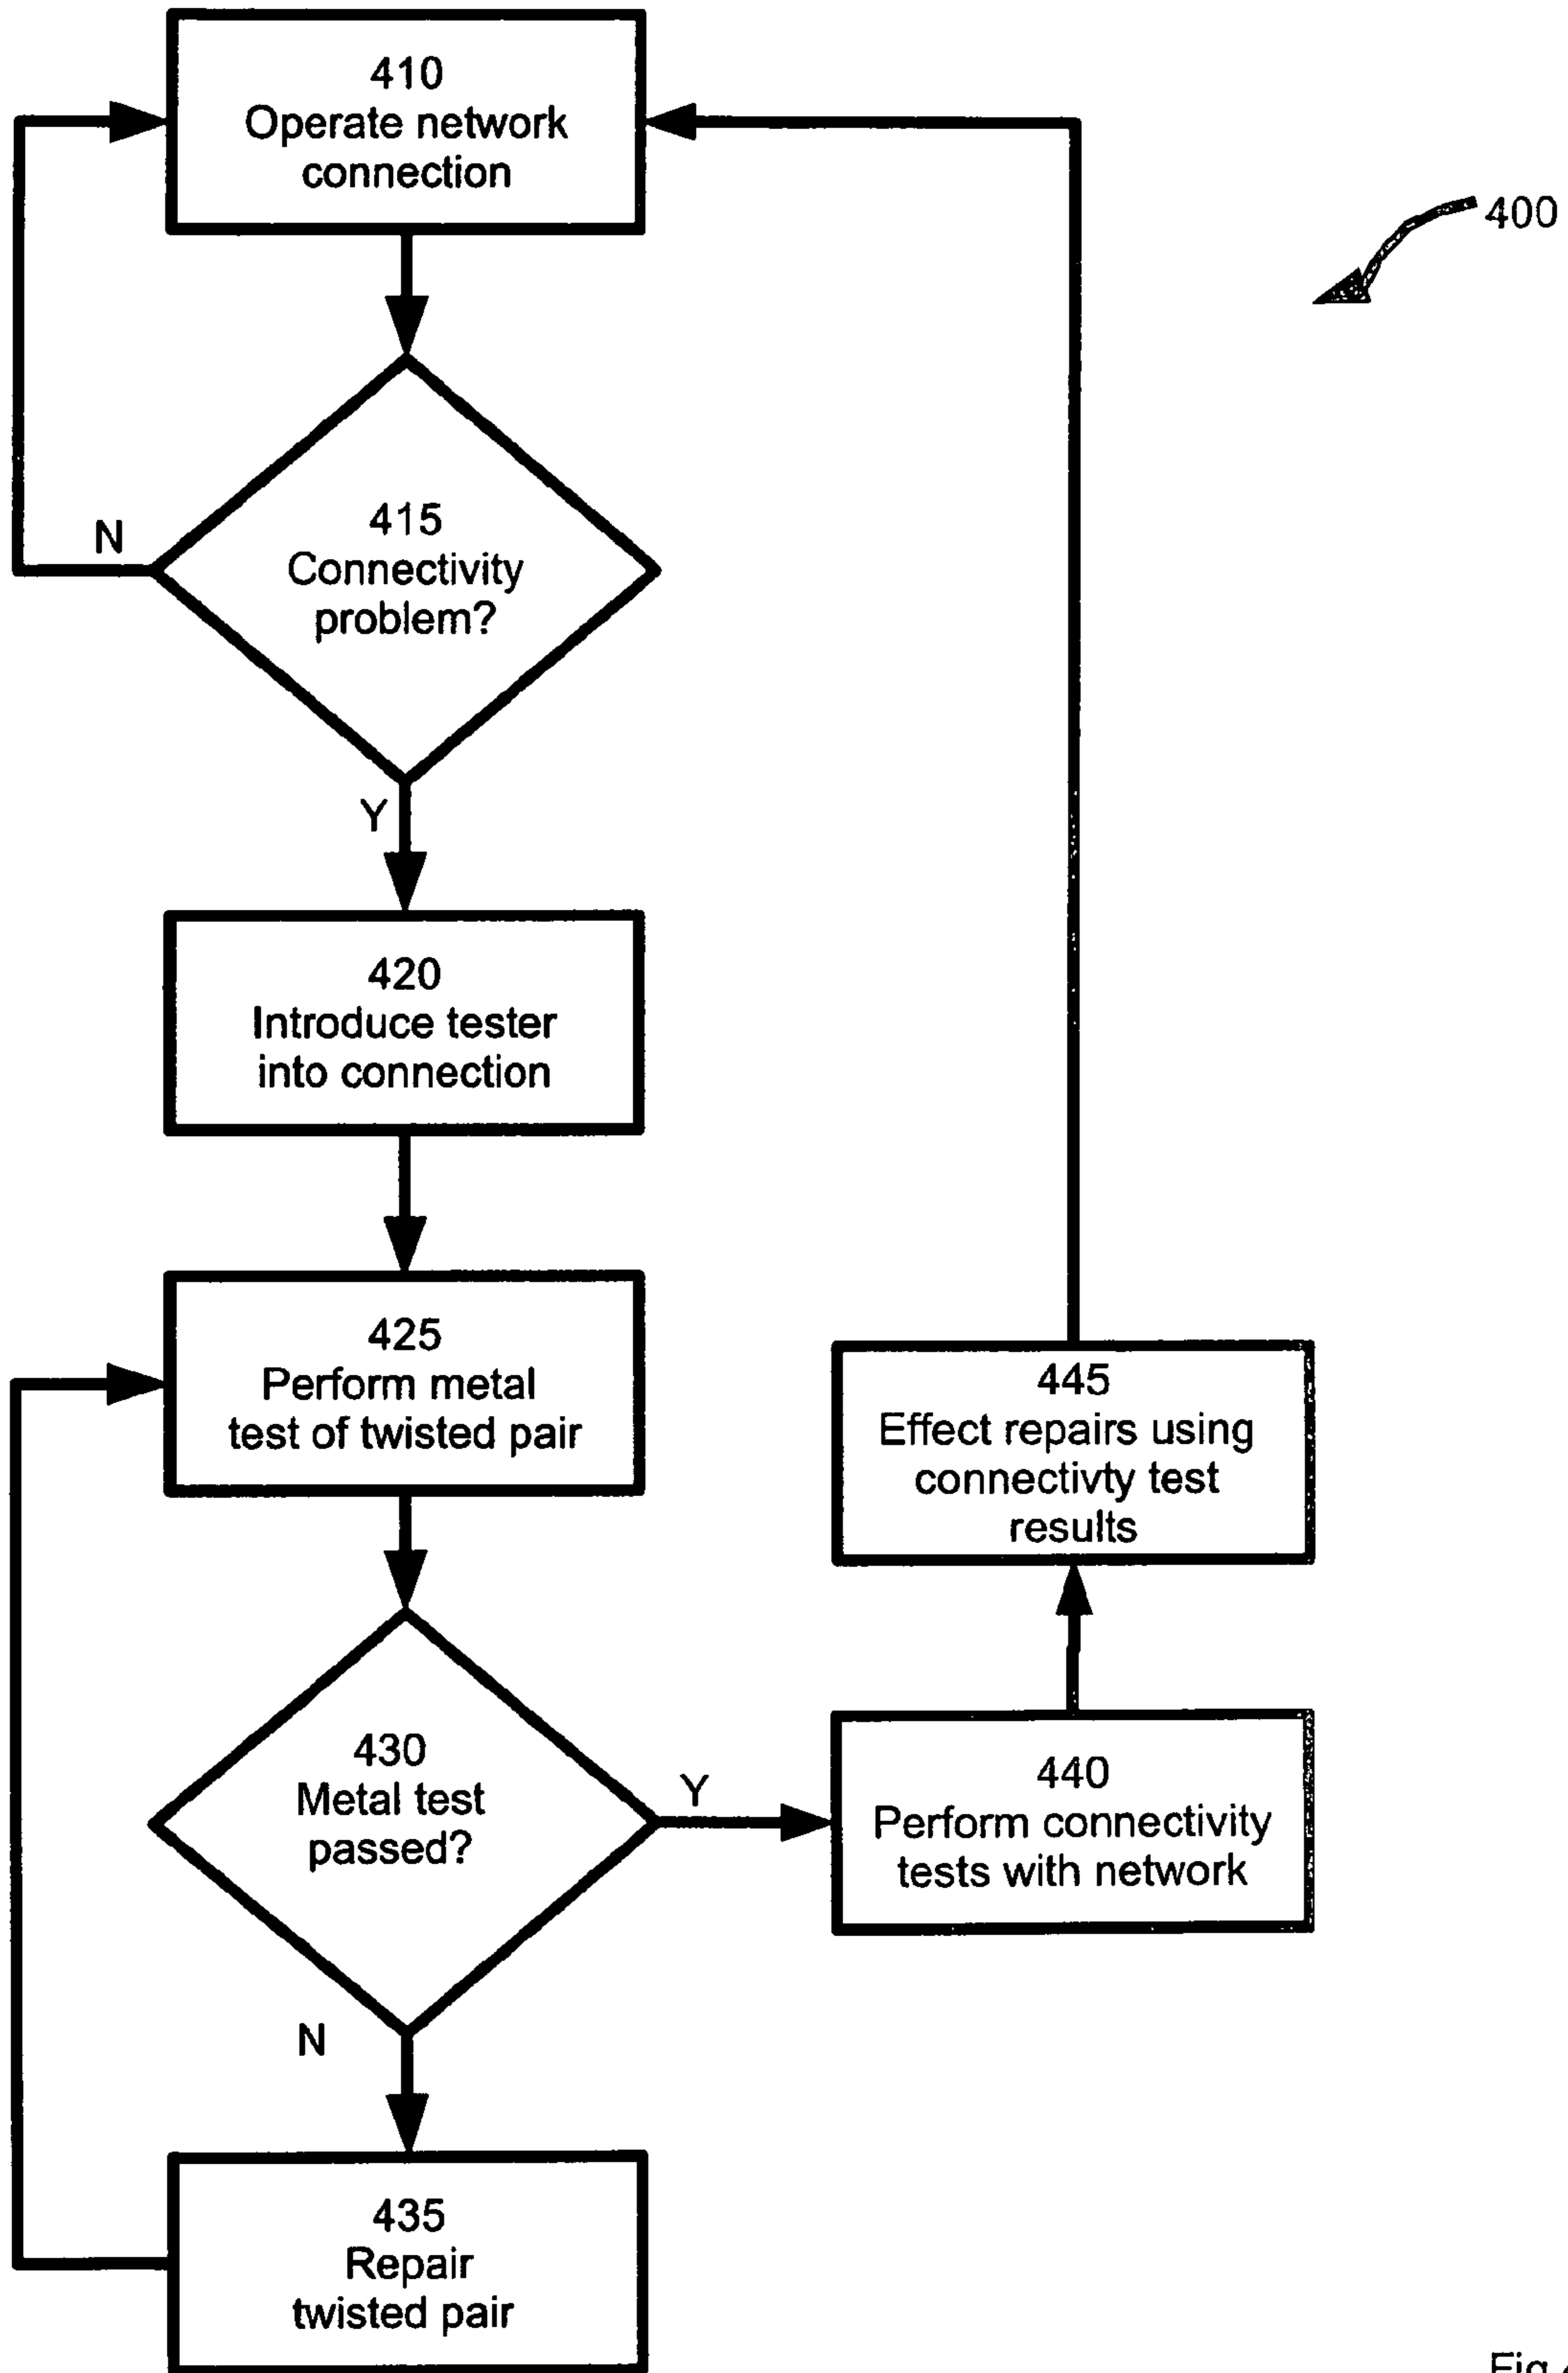 410
Operate network
connection
400
415
Connectivity
problem?
N
Y
420
Introduce tester
into connection
425
Perform metal
test of twisted pair
430
Metal test
passed?
Y
N
435
Repair
twisted pair
440
Perform connectivity
tests with network
445
Effect repairs using
connectivty test
results